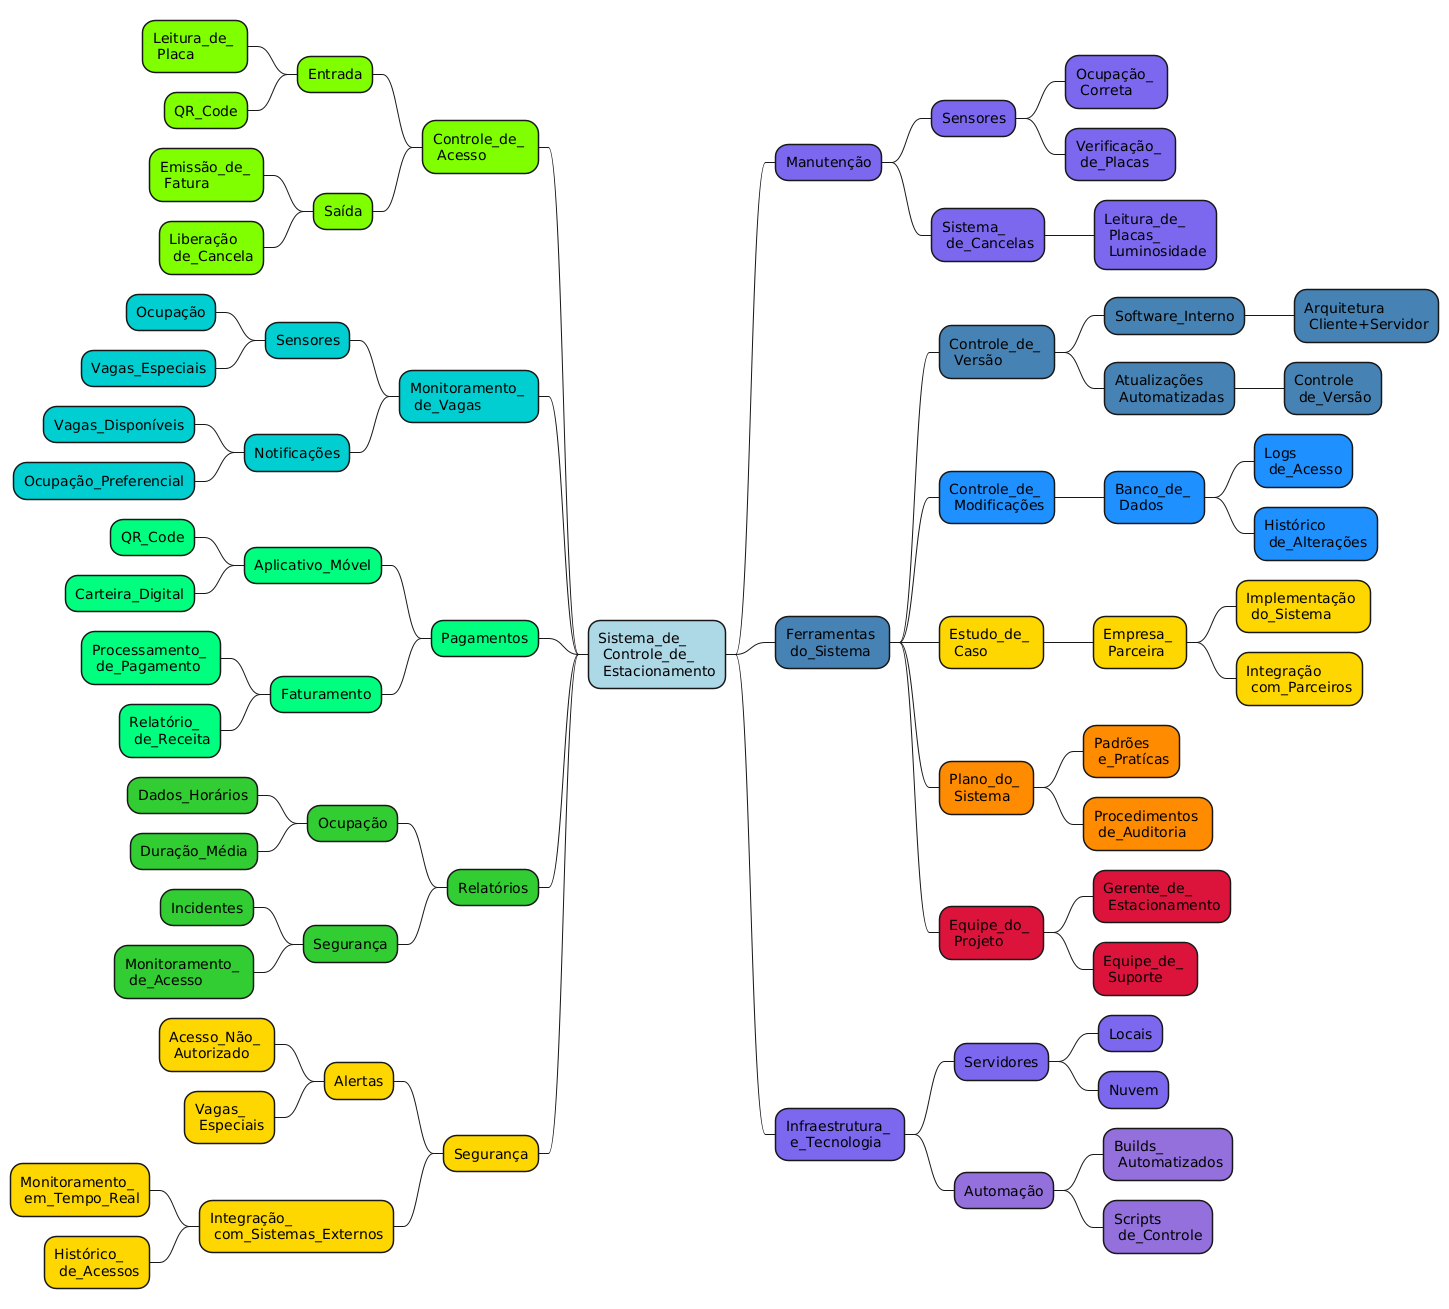 Leitura_de_
Placa
Entrada
QR_Code
Controle_de_
Acesso
Emissão_de_
Fatura
Saída
Liberação
de_Cancela
Ocupação
Sensores
Vagas_Especiais
Monitoramento_
de_Vagas
Vagas_Disponíveis
Notificações
Ocupação_Preferencial
QR_Code
Aplicativo_Móvel
Carteira_Digital
Pagamentos
Processamento_
de_Pagamento
Faturamento
Relatório_
de_Receita
Dados_Horários
Ocupação
Duração_Média
Relatórios
Incidentes
Segurança
Monitoramento_
de_Acesso
Acesso_Não_
Autorizado
Alertas
Vagas_
Especiais
Segurança
Monitoramento_
em_Tempo_Real
Integração_
com_Sistemas_Externos
Histórico_
de_Acessos
Sistema_de_
Controle_de_
Estacionamento
Manutenção
Sensores
Ocupação_
Correta
Verificação_
de_Placas
Sistema_
de_Cancelas
Leitura_de_
Placas_
Luminosidade
Ferramentas
do_Sistema
Controle_de_
Versão
Software_Interno
Arquitetura
Cliente+Servidor
Atualizações
Automatizadas
Controle
de_Versão
Controle_de_
Modificações
Banco_de_
Dados
Logs
de_Acesso
Histórico
de_Alterações
Estudo_de_
Caso
Empresa_
Parceira
Implementação
do_Sistema
Integração
com_Parceiros
Plano_do_
Sistema
Padrões
e_Pratícas
Procedimentos
de_Auditoria
Equipe_do_
Projeto
Gerente_de_
Estacionamento
Equipe_de_
Suporte
Infraestrutura_
e_Tecnologia
Servidores
Locais
Nuvem
Automação
Builds_
Automatizados
Scripts
de_Controle